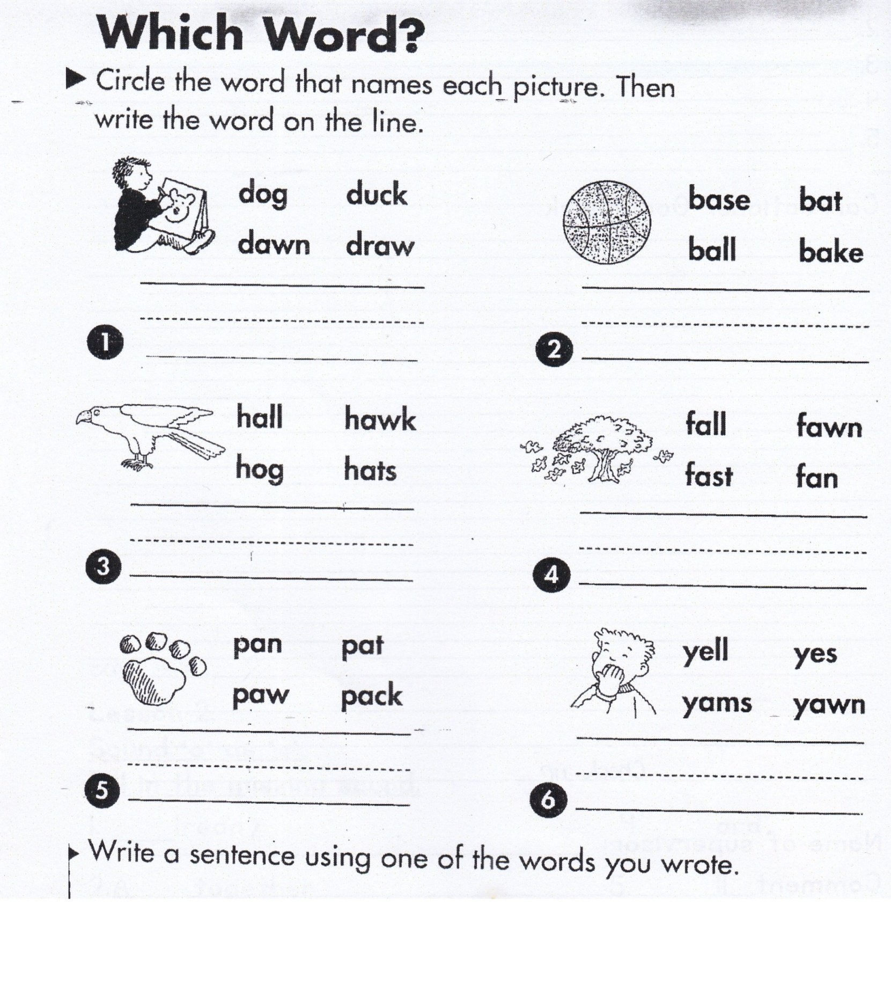 Which Word?
Circle the word that names each picture. Then
write the word on the line.
dog duck
dawn draw
1
base bat
ball bake
2
hall hawk
hog hats
3
fall fawn
fast fan
4
pan pat
paw pack
5
yell yes
yams yawn
6
Write a sentence using one of the words you wrote.